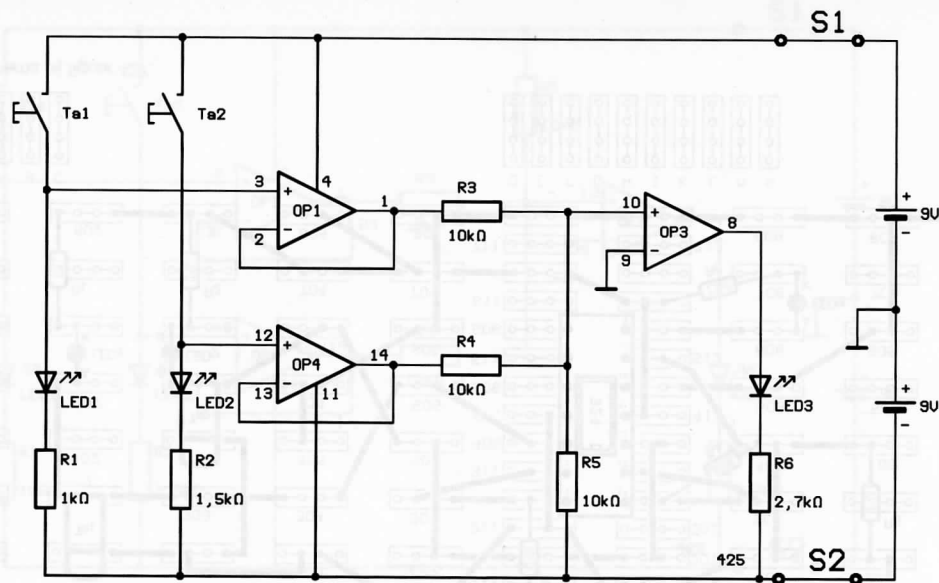 S1
Ta1
Ta2
3
+
4
OP1
1
2
−
R3
10kΩ
10
+
8
OP3
9
−
+
9V
−
12
+
14
OP4
13
−
11
R4
10kΩ
LED1
LED2
LED3
+
9V
−
R1
1kΩ
R2
1,5kΩ
R5
10kΩ
R6
2,7kΩ
425
S2